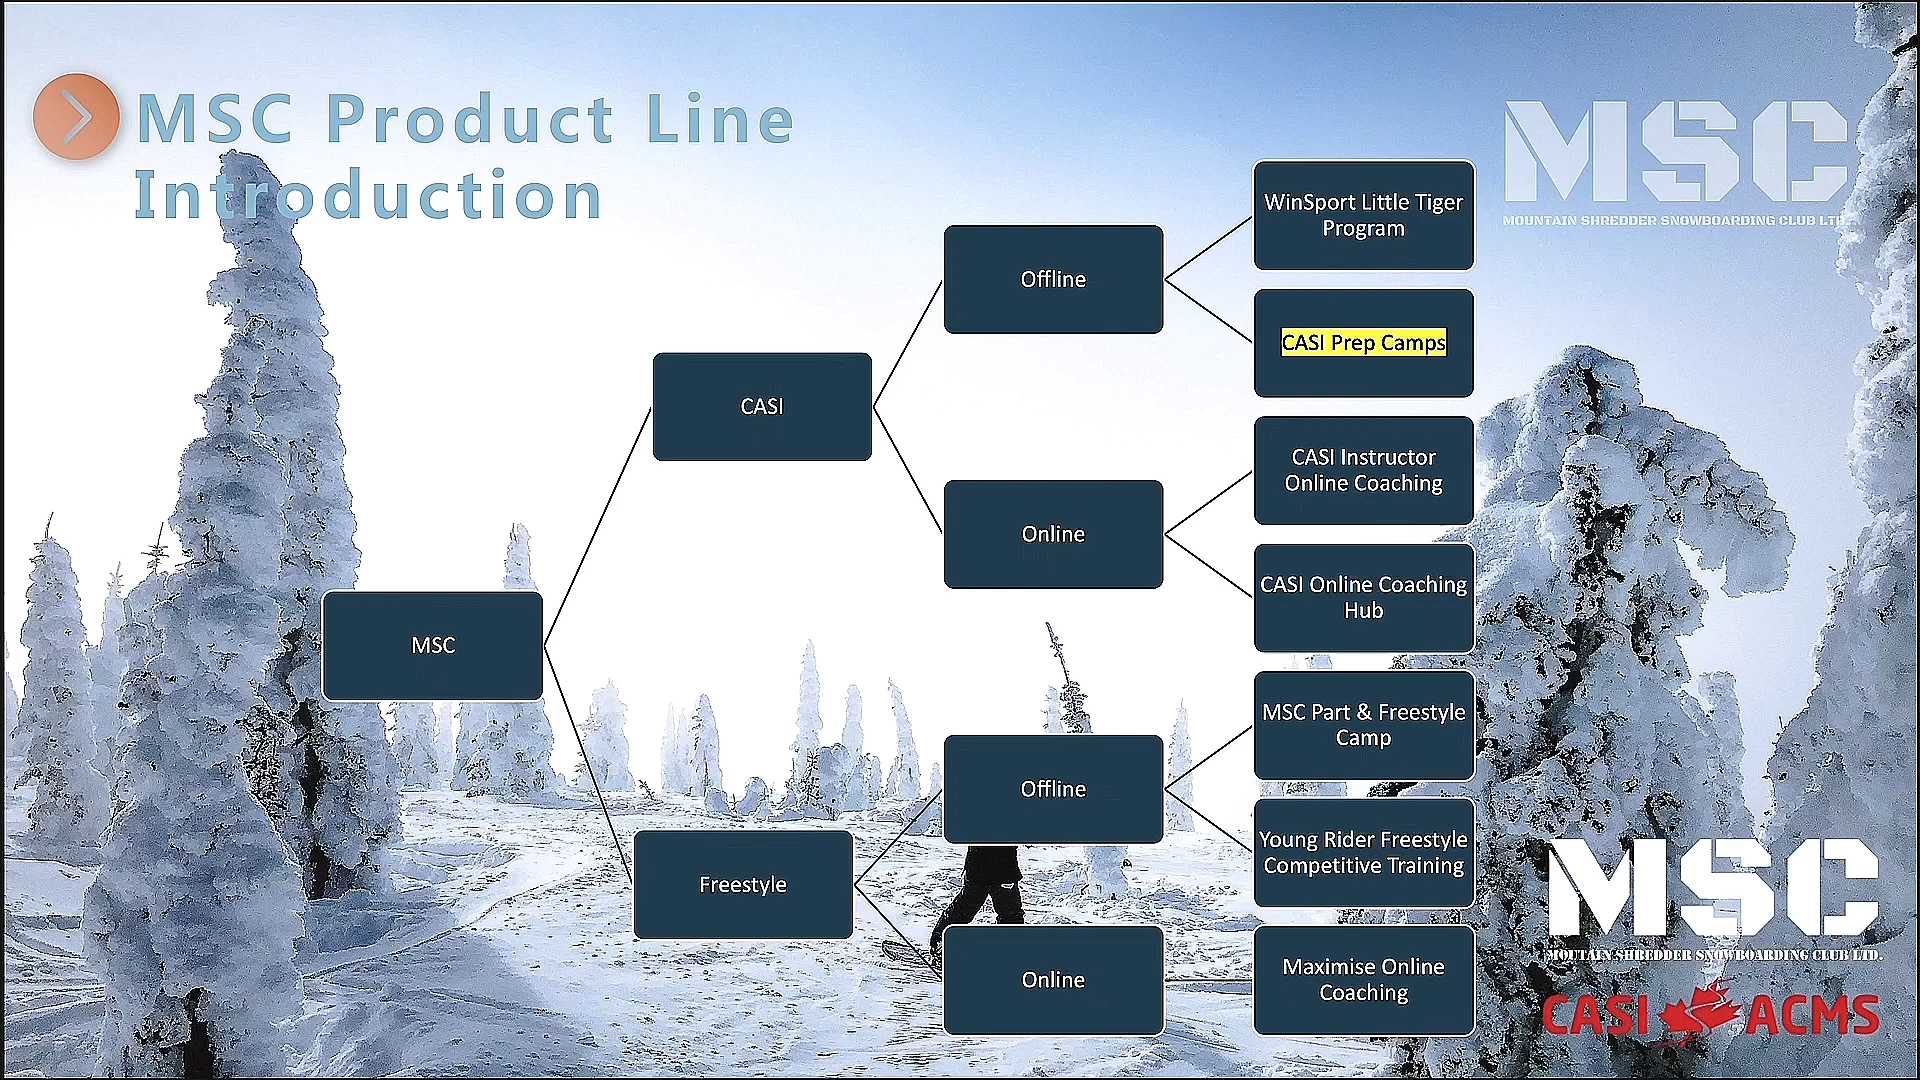 MSC Product Line
Introduction
MSC
MOUNTAIN SHREDDER SNOWBOARDING CLUB LTD.
WinSport Little Tiger
Program
Offline
CASI Prep Camps
CASI
CASI Instructor
Online Coaching
Online
CASI Online Coaching
Hub
MSC
MSC Part & Freestyle
Camp
Offline
Young Rider Freestyle
Competitive Training
Freestyle
Online
Maximise Online
Coaching
MSC
MOUTAIN SHREDDER SNOWBOARDING CLUB LTD.
CASI ACMS